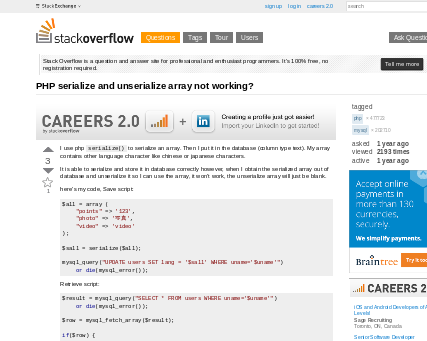 StackExchange
sign up log in careers 2.0 search
stackoverflow
Questions Tags Tour Users Ask Quest
Stack Overflow is a question and answer site for professional and enthusiast programmers. It's 100% free, no
registration required.
Tell me more
PHP serialize and unserialize array not working?
CAREERS 2.0
by stackoverflow
+
in
Creating a profile just got easier!
Import your LinkedIn to get started!
3
1
I use php serialize() to serialize an array. Then I put it in the database (column type text). My array
contains other language character like chinese or japanese characters.
It is able to serialize and store it in database correctly however, when I obtain the serialized array out of
database and unserialize it so I can use the array, it won't work, the unserialize array will just be blank.
here's my code, Save script:
$all = array (
"points" => '123',
"photo" => '写真',
"video" => 'video'
);
$all = serialize($all);
mysql_query("UPDATE users SET lang = '$all' WHERE uname='$uname'")
or die(mysql_error());
Retrieve script:
$result = mysql_query("SELECT * FROM users WHERE uname='$uname'")
or die(mysql_error());
$row = mysql_fetch_array($result);
if($row) {
tagged
php
mysql
asked 1 year ago
viewed 2193 times
active 1 year ago
Accept online
payments in
more than 130
currencies,
securely.
We simplify payments.
Braintree
Try it too
CAREERS 2
iOS and Android Developers of A
Levels!
Sage Recruiting
Toronto, ON, Canada
Senior Software Developer